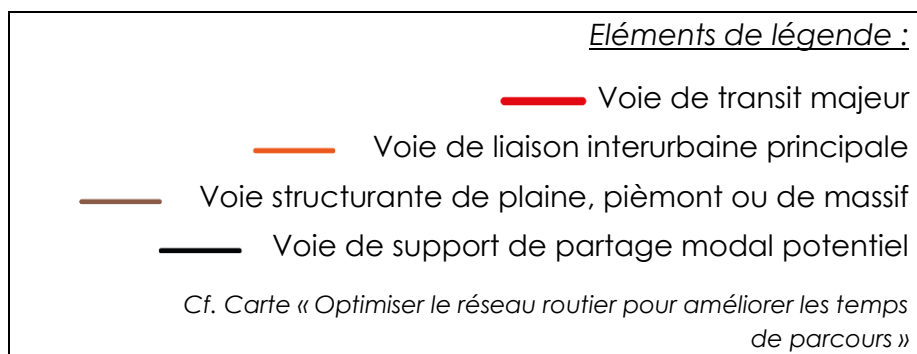 Eléments de légende :
Voie de transit majeur
Voie de liaison interurbaine principale
Voie structurante de plaine, pièmont ou de massif
Voie de support de partage modal potentiel
Cf. Carte « Optimiser le réseau routier pour améliorer les temps
de parcours »